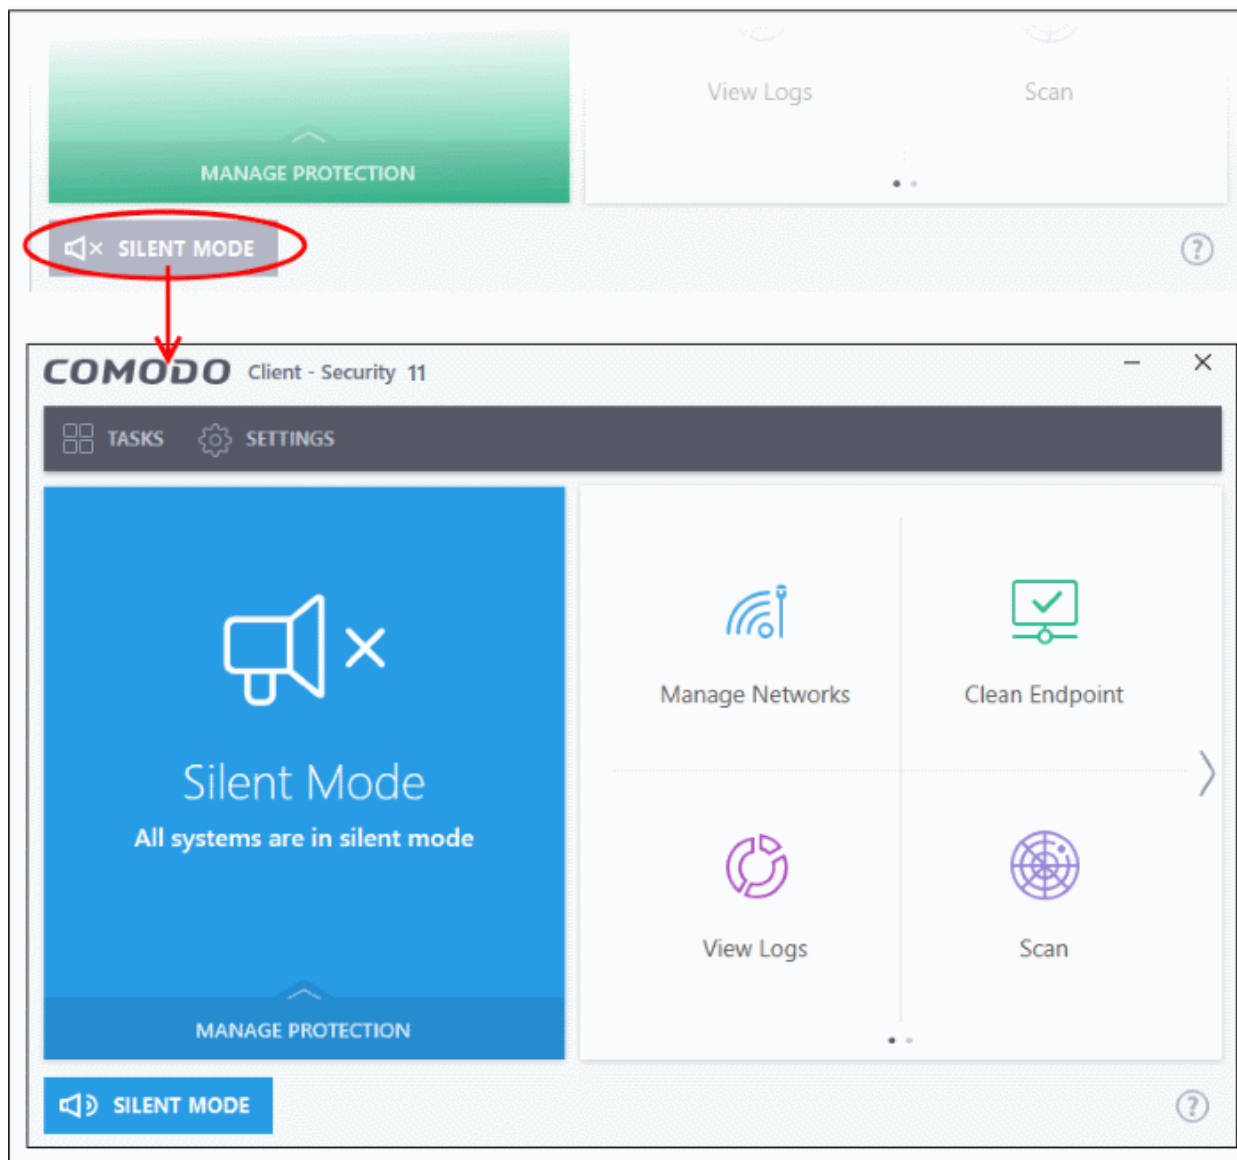 View Logs
Scan
MANAGE PROTECTION
SILENT MODE
COMODO Client - Security 11
TASKS
SETTINGS
Manage Networks
Clean Endpoint
Silent Mode
All systems are in silent mode
View Logs
Scan
MANAGE PROTECTION
SILENT MODE